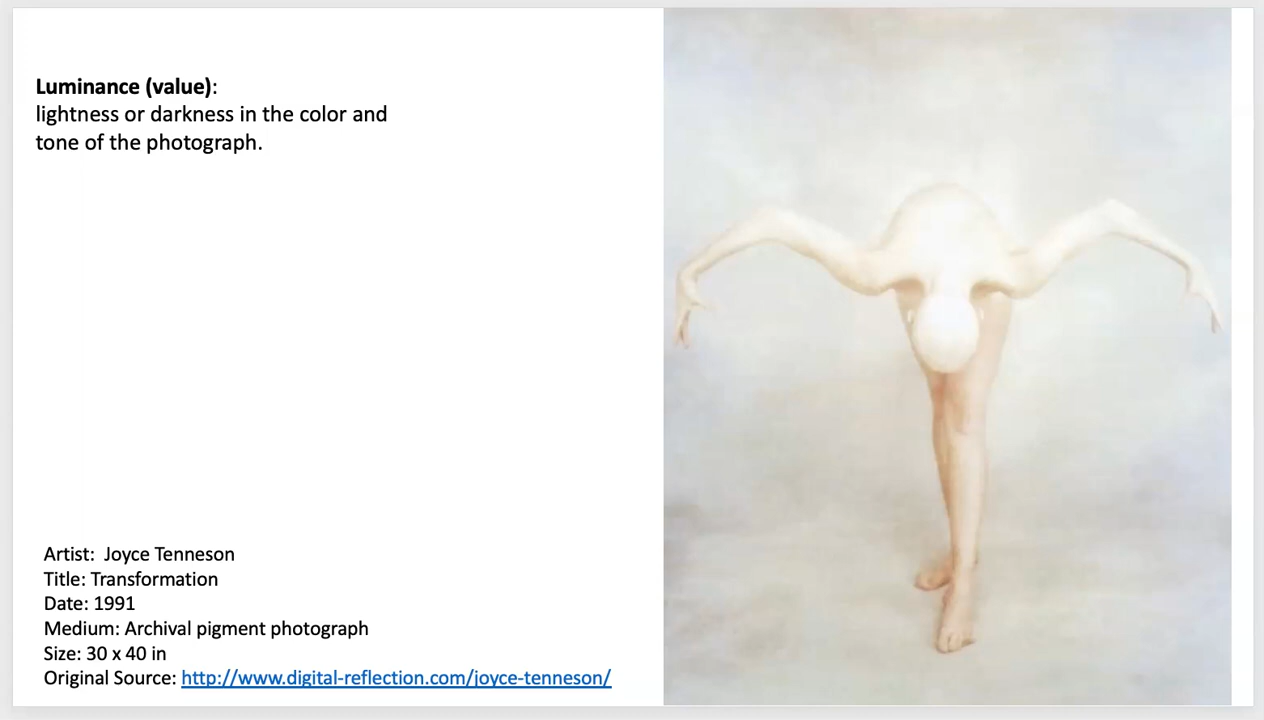 Luminance (value):
lightness or darkness in the color and
tone of the photograph.
Artist:  Joyce Tenneson
Title: Transformation
Date: 1991
Medium: Archival pigment photograph
Size: 30 x 40 in
Original Source: http://www.digital-reflection.com/joyce-tenneson/